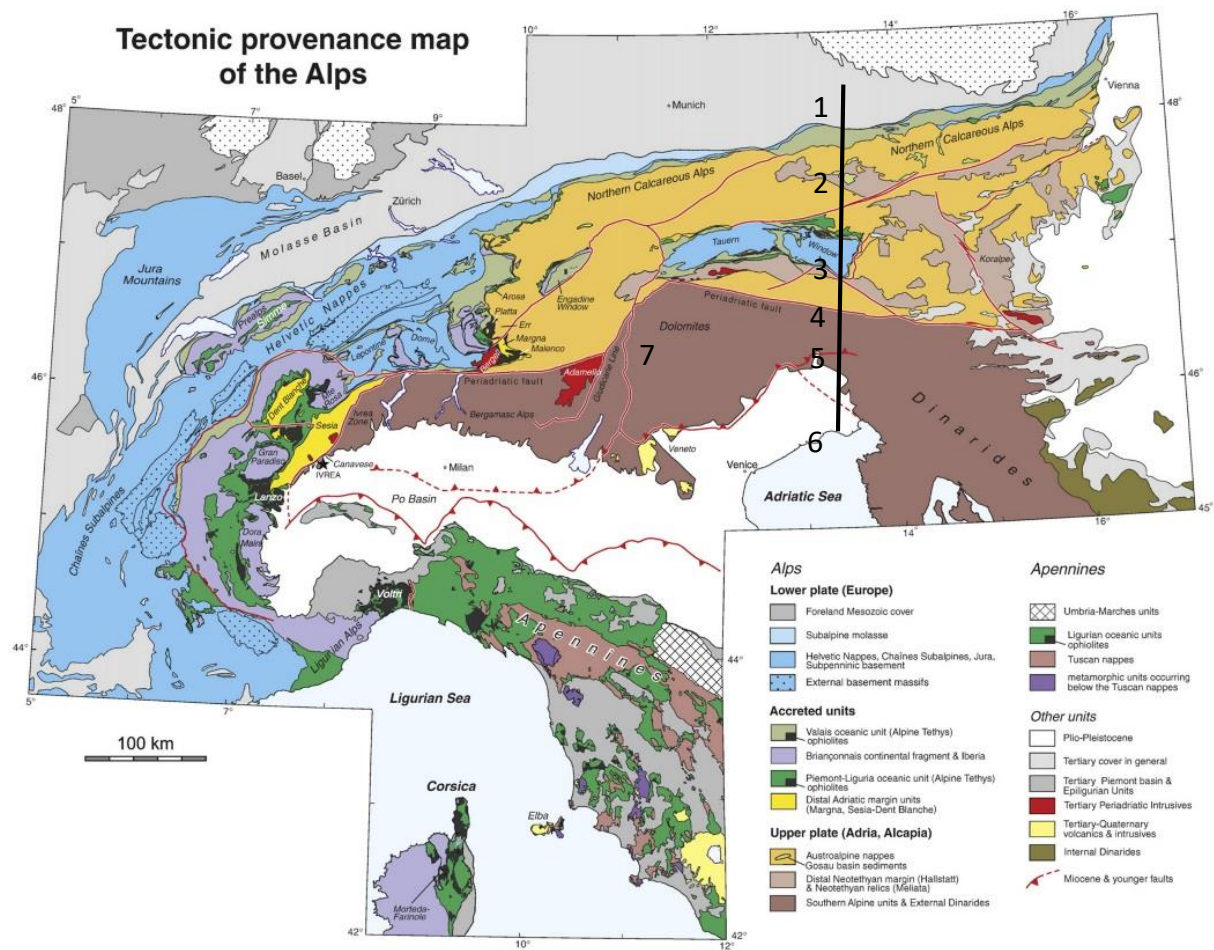 Tectonic provenance map
of the Alps
10°
12°
14°
16°
5°
48°
7°
9°
Munich
Vienna
48°
1
Basel
Zürich
Northern Calcareous Alps
Northern Calcareous Alps
2
Molasse Basin
Jura
Mountains
Tauern
Window
Koralpe
3
Engadine
Window
Arosa
Platta
Err
Margna
Malenco
Prealps
Simme
Helvetic Nappes
Lepontine
Dome
Bergell
Periadriatic fault
4
Dolomites
46°
7
5
46°
Adamello
Giudicarie Line
Periadriatic fault
Dent Blanche
Mte. Rosa
Ivrea
Zone
Bergamasc Alps
Sesia
Dinarides
Gran
Paradiso
Canavese
IVREA
Milan
Veneto
6
Venice
Adriatic Sea
Lanzo
Po Basin
Chaînes Subalpines
Dora
Maira
14°
16°
45°
Voltri
Ligurian Alps
Apennines
44°
44°
5°
7°
Ligurian Sea
100 km
Corsica
Elba
Morteda-
Farinole
42°
42°
10°
12°
Alps
Lower plate (Europe)
Foreland Mesozoic cover
Subalpine molasse
Helvetic Nappes, Chaînes Subalpines, Jura,
Subpenninic basement
External basement massifs
Accreted units
Valais oceanic unit (Alpine Tethys)
ophiolites
Briançonnais continental fragment & Iberia
Piemont-Liguria oceanic unit (Alpine Tethys)
ophiolites
Distal Adriatic margin units
(Margna, Sesia-Dent Blanche)
Upper plate (Adria, Alcapia)
Austroalpine nappes
Gosau basin sediments
Distal Neotethyan margin (Hallstatt)
& Neotethyan relics (Meliata)
Southern Alpine units & External Dinarides
Apennines
Umbria-Marches units
Ligurian oceanic units
ophiolites
Tuscan nappes
metamorphic units occurring
below the Tuscan nappes
Other units
Plio-Pleistocene
Tertiary cover in general
Tertiary Piemont basin &
Epiligurian Units
Tertiary Periadriatic Intrusives
Tertiary-Quaternary
volcanics & intrusives
Internal Dinarides
Miocene & younger faults